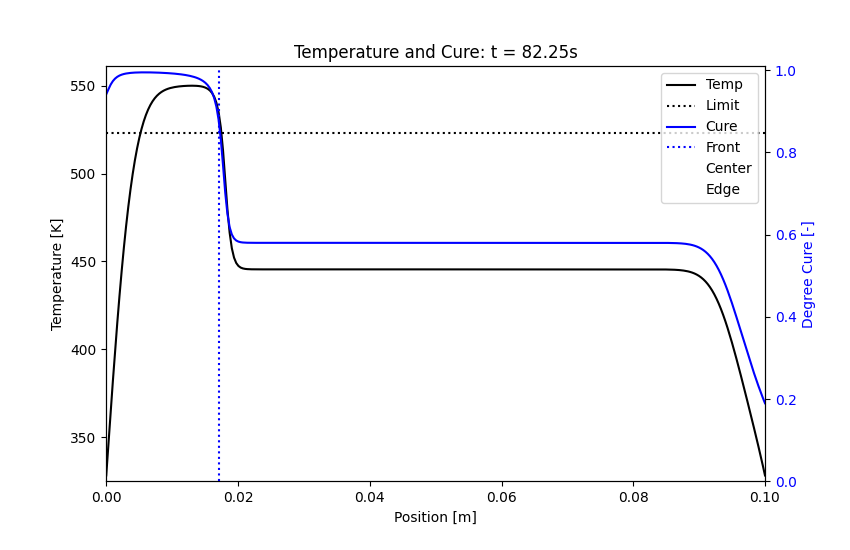 Temperature and Cure: t = 82.25s
Temp
Limit
Cure
Front
Center
Edge
Temperature [K]
550
500
450
400
350
Degree Cure [-]
1.0
0.8
0.6
0.4
0.2
0.0
0.00 0.02 0.04 0.06 0.08 0.10
Position [m]